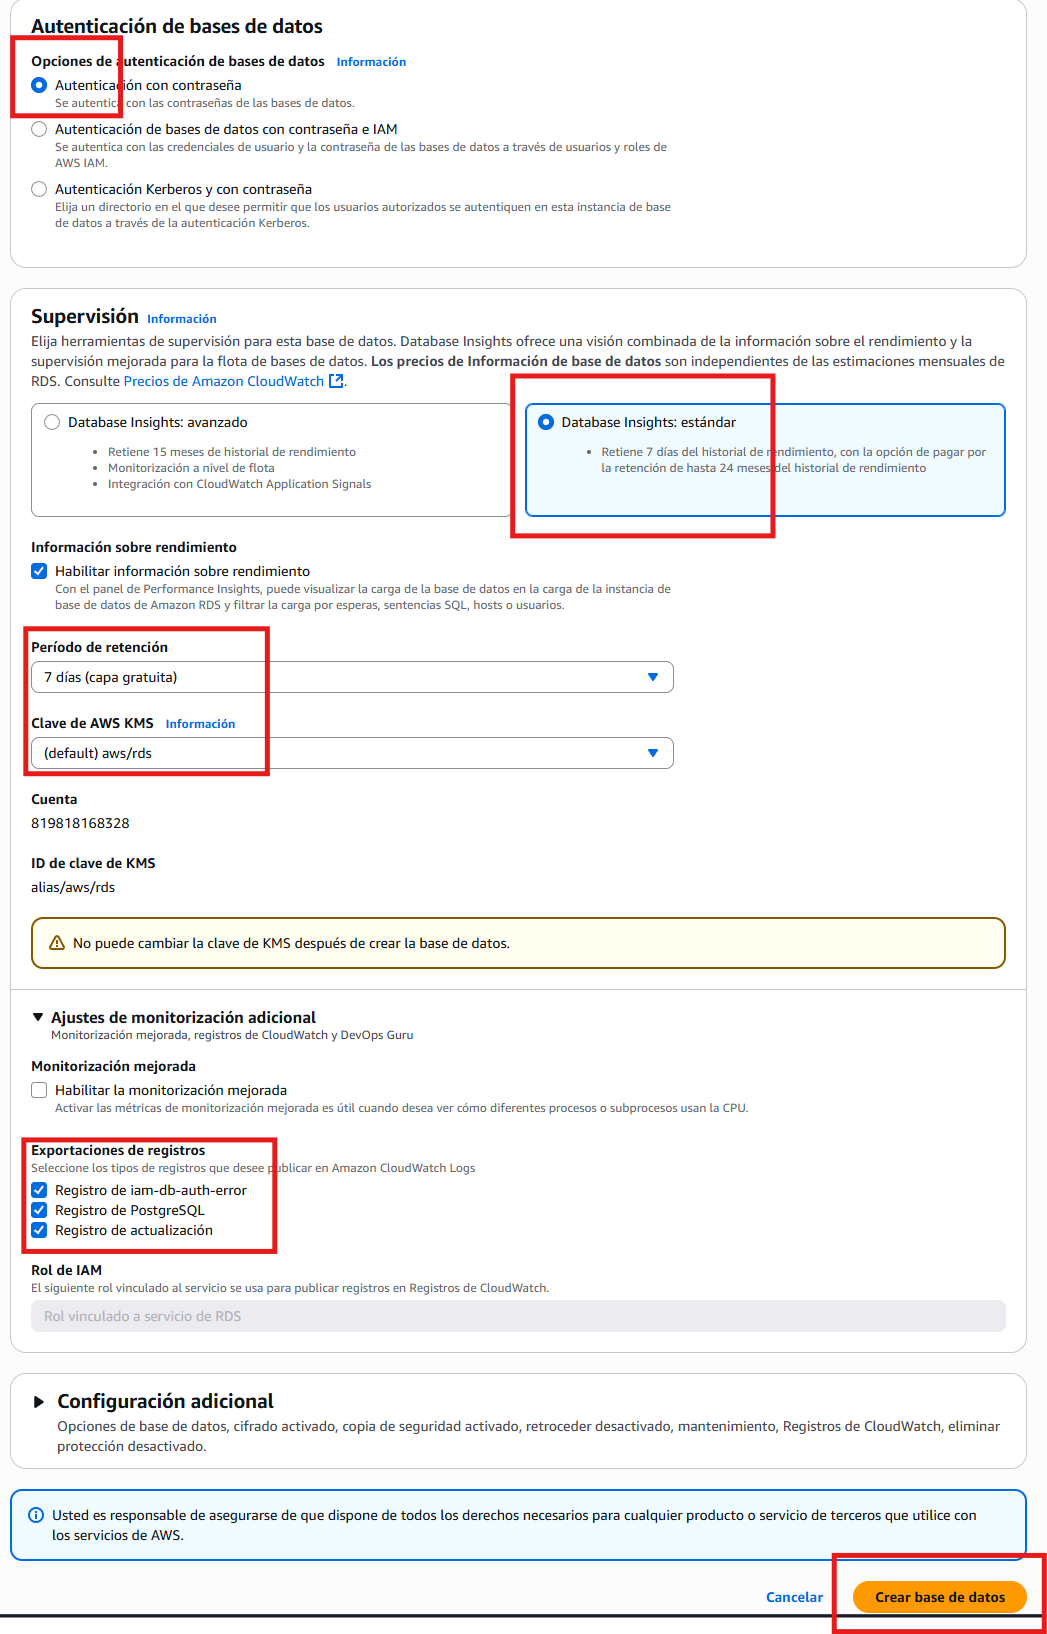 Autenticación de bases de datos
Opciones de autenticación de bases de datos Información
Autenticación con contraseña
Se autentica con las contraseñas de las bases de datos.
Autenticación de bases de datos con contraseña e IAM
Se autentica con las credenciales de usuario y la contraseña de las bases de datos a través de usuarios y roles de
AWS IAM.
Autenticación Kerberos y con contraseña
Elija un directorio en el que desee permitir que los usuarios autorizados se autentiquen en esta instancia de base
de datos a través de la autenticación Kerberos.
Supervisión Información
Elija herramientas de supervisión para esta base de datos. Database Insights ofrece una visión combinada de la información sobre el rendimiento y la
supervisión mejorada para la flota de bases de datos. Los precios de Información de base de datos son independientes de las estimaciones mensuales de
RDS. Consulte Precios de Amazon CloudWatch.
Database Insights: avanzado
• Retiene 15 meses de historial de rendimiento
• Monitorización a nivel de flota
• Integración con CloudWatch Application Signals
Database Insights: estándar
• Retiene 7 días del historial de rendimiento, con la opción de pagar por
la retención de hasta 24 meses del historial de rendimiento
Información sobre rendimiento
Habilitar información sobre rendimiento
Con el panel de Performance Insights, puede visualizar la carga de la base de datos en la carga de la instancia de
base de datos de Amazon RDS y filtrar la carga por esperas, sentencias SQL, hosts o usuarios.
Período de retención
7 días (capa gratuita)
Clave de AWS KMS Información
(default) aws/rds
Cuenta
819818168328
ID de clave de KMS
alias/aws/rds
No puede cambiar la clave de KMS después de crear la base de datos.
Ajustes de monitorización adicional
Monitorización mejorada, registros de CloudWatch y DevOps Guru
Monitorización mejorada
Habilitar la monitorización mejorada
Activar las métricas de monitorización mejorada es útil cuando desea ver cómo diferentes procesos o subprocesos usan la CPU.
Exportaciones de registros
Seleccione los tipos de registros que desee publicar en Amazon CloudWatch Logs
Registro de iam-db-auth-error
Registro de PostgreSQL
Registro de actualización
Rol de IAM
El siguiente rol vinculado al servicio se usa para publicar registros en Registros de CloudWatch.
Rol vinculado a servicio de RDS
Configuración adicional
Opciones de base de datos, cifrado activado, copia de seguridad activado, retroceder desactivado, mantenimiento, Registros de CloudWatch, eliminar
protección desactivado.
Usted es responsable de asegurarse de que dispone de todos los derechos necesarios para cualquier producto o servicio de terceros que utilice con
los servicios de AWS.
Cancelar Crear base de datos